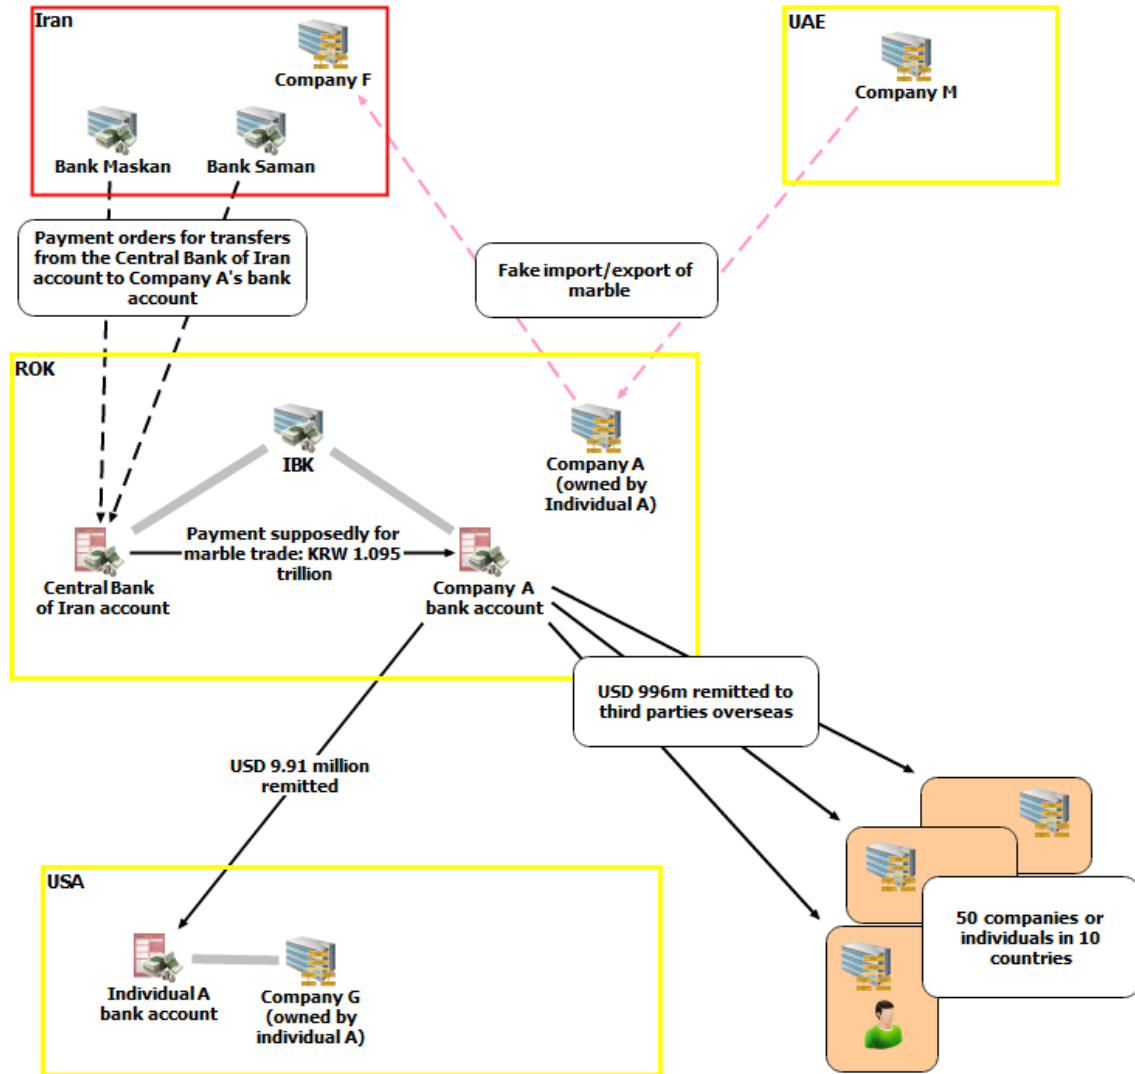 Iran
Company F
Bank Maskan
Bank Saman
UAE
Company M
Payment orders for transfers
from the Central Bank of Iran
account to Company A's bank
account
Fake import/export of
marble
ROK
IBK
Company A
(owned by
Individual A)
Central Bank
of Iran account
Payment supposedly for
marble trade: KRW 1.095
trillion
Company A
bank account
USD 996m remitted to
third parties overseas
USD 9.91 million
remitted
USA
Individual A
bank account
Company G
(owned by
individual A)
50 companies or
individuals in 10
countries